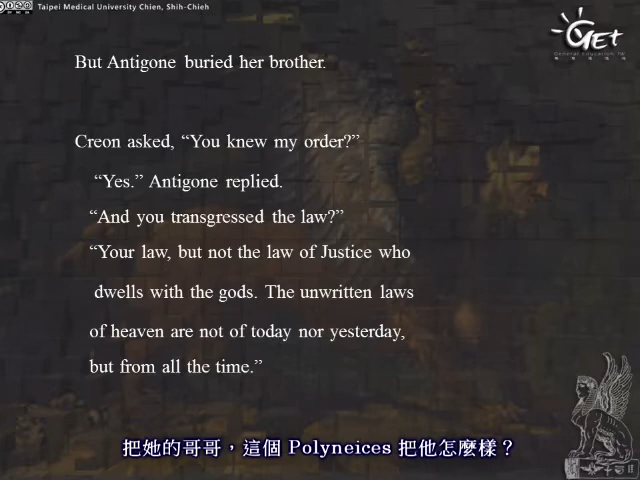 Taipei Medical University Chien, Shih-Chieh
GET
General Education TW
But Antigone buried her brother.
Creon asked, “You knew my order?”
“Yes.” Antigone replied.
“And you transgressed the law?”
“Your law, but not the law of Justice who
dwells with the gods. The unwritten laws
of heaven are not of today nor yesterday,
but from all the time.”
把她的哥哥，這個 Polyneices 把他怎麼樣？